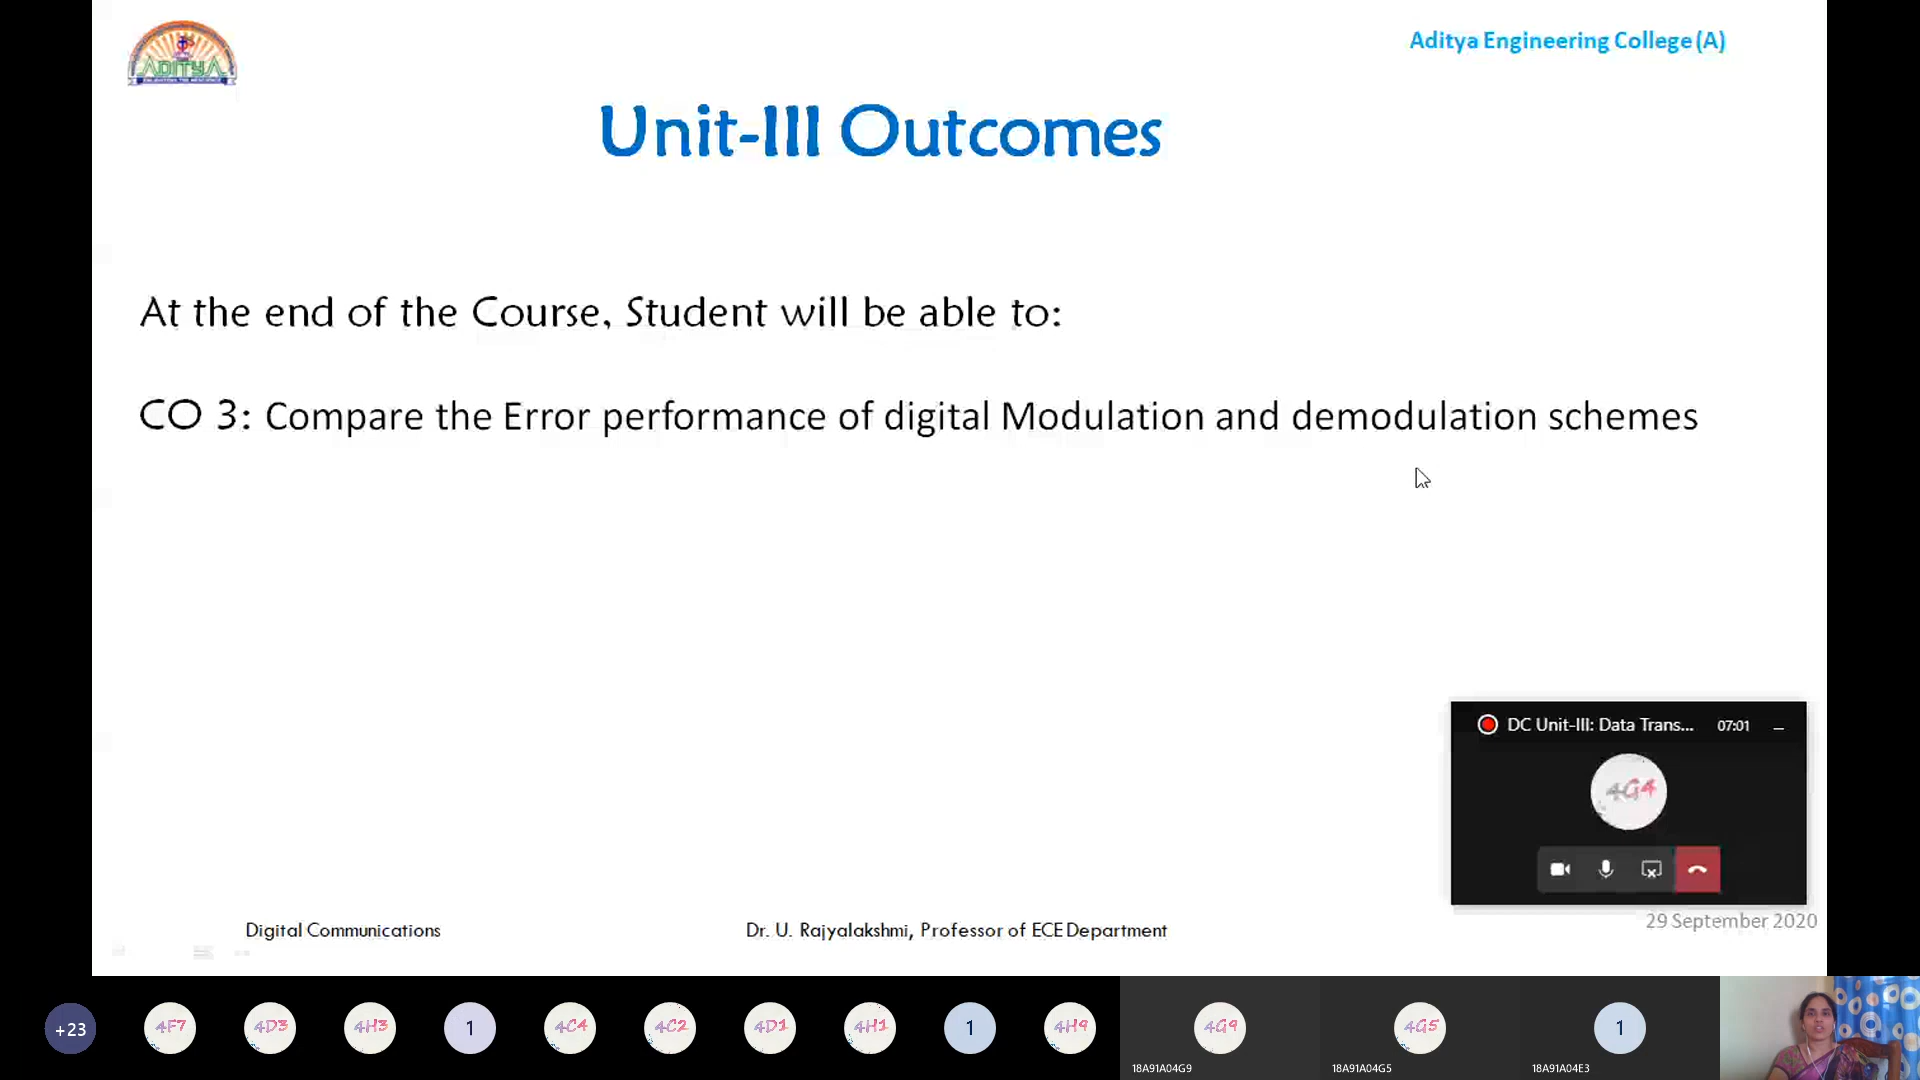 ADITYA
Aditya Engineering College (A)
Unit-III Outcomes
At the end of the Course, Student will be able to:
CO 3: Compare the Error performance of digital Modulation and demodulation schemes
DC Unit-III: Data Trans... 07:01
4G4
Digital Communications
Dr. U. Rajyalakshmi, Professor of ECE Department
29 September 2020
+23 4F7 4D3 4H3 1 4C4 4C2 4D1 4H1 1 4H9 4G9 4G5 1
18A91A04G9 18A91A04G5 18A91A04E3